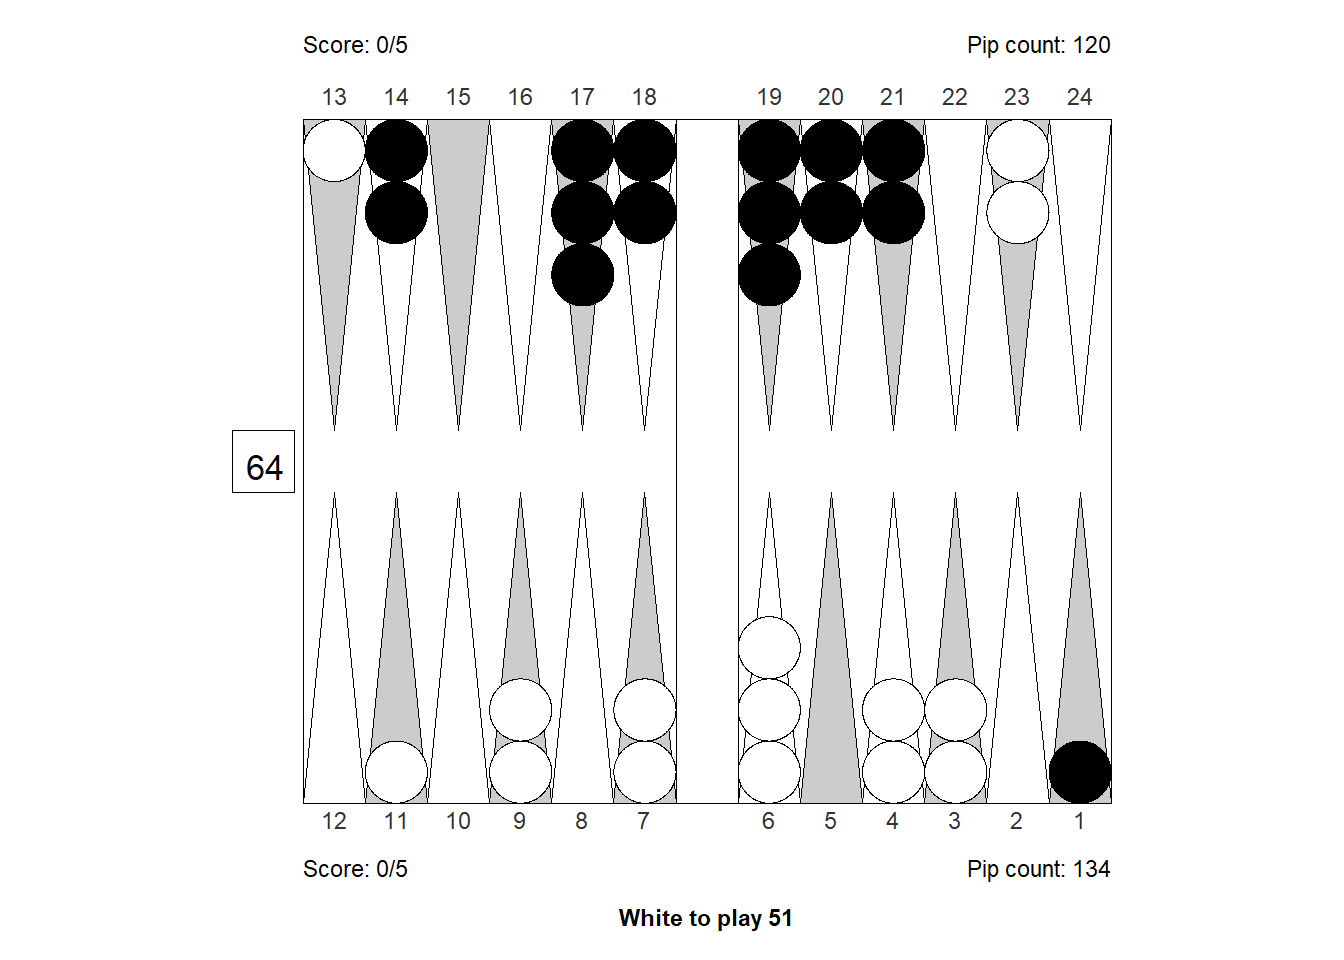 Score: 0/5 Pip count: 120
13 14 15 16 17 18 19 20 21 22 23 24
64
12 11 10 9 8 7 6 5 4 3 2 1
Score: 0/5 Pip count: 134
White to play 51